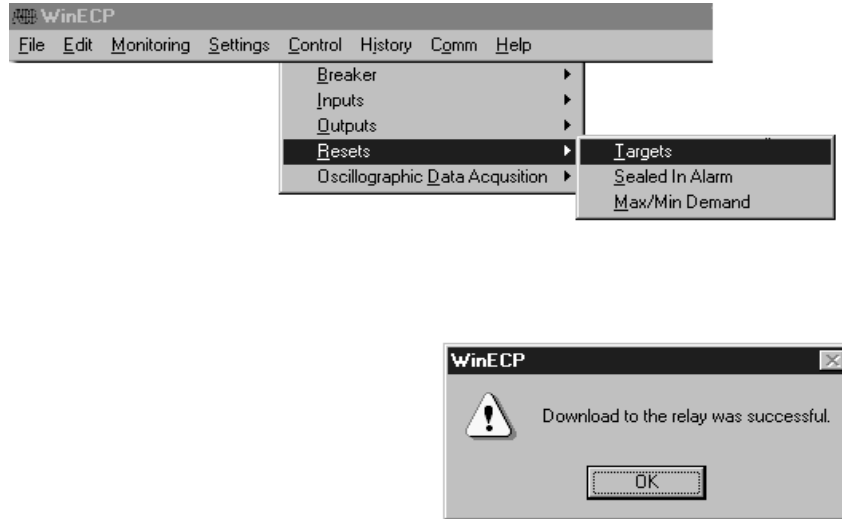 WinECP
File Edit Monitoring Settings Control History Comm Help
Breaker
Inputs
Outputs
Resets
Oscillographic Data Acqusition
Targets
Sealed In Alarm
Max/Min Demand
WinECP
Download to the relay was successful.
OK